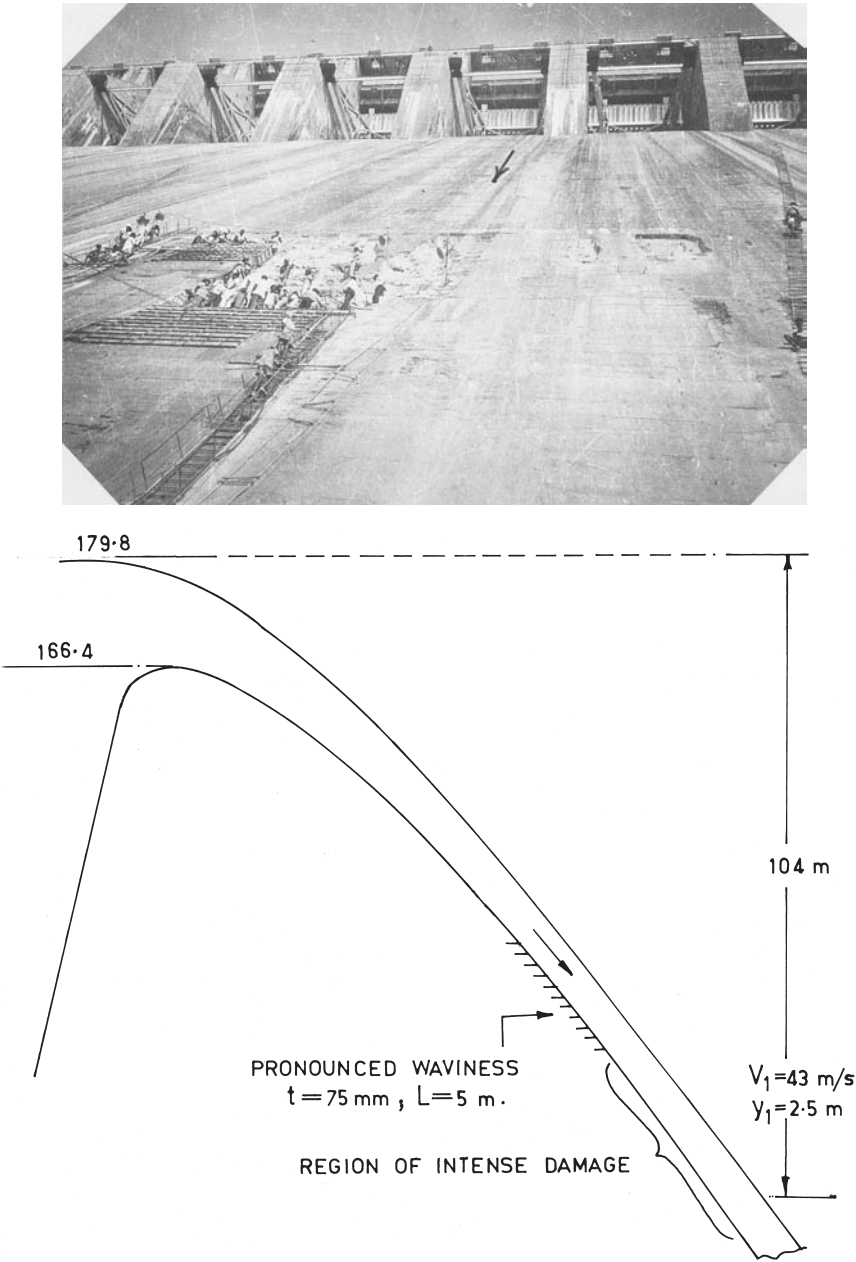 179·8
166·4
104 m
PRONOUNCED WAVINESS
t=75 mm , L=5 m.
V₁=43 m/s
y₁=2·5 m
REGION OF INTENSE DAMAGE